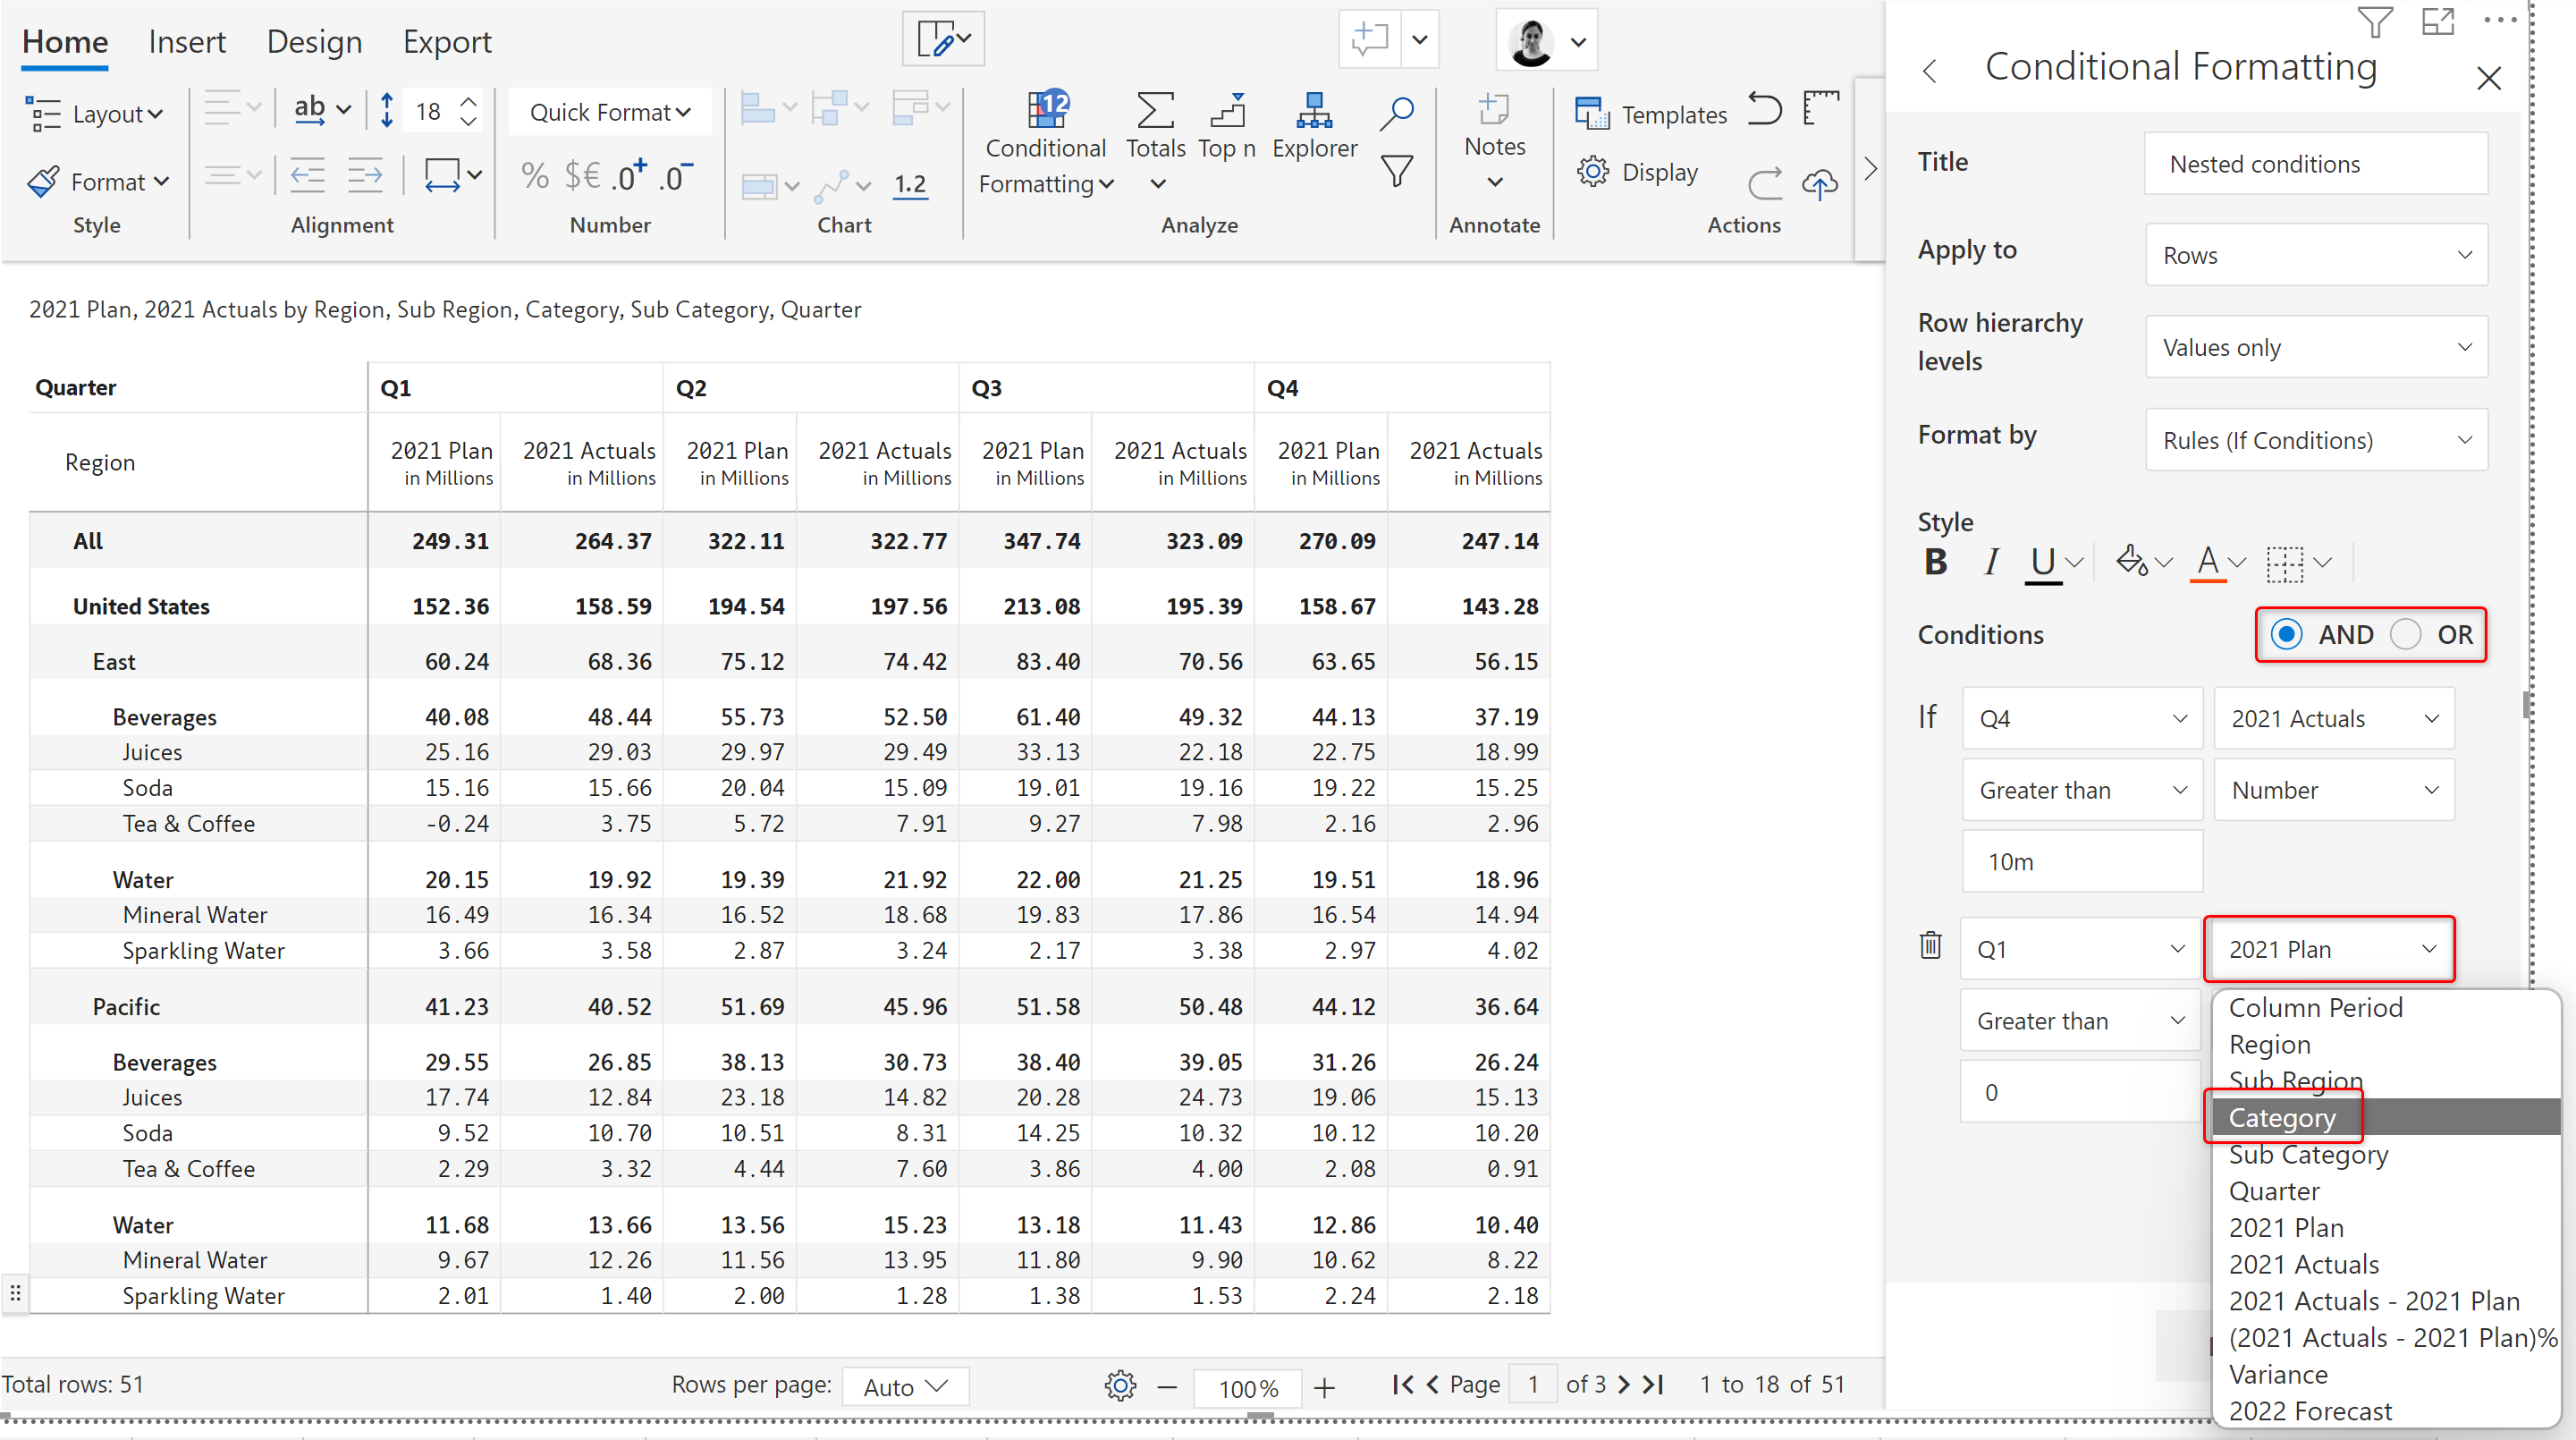 Home Insert Design Export
Layout
ab
18
Quick Format
12
Conditional Formatting
Totals
Top n
Explorer
Notes
Templates
Format
% $€ .0+ .0-
1.2
Display
Style
Alignment
Number
Chart
Analyze
Annotate
Actions
2021 Plan, 2021 Actuals by Region, Sub Region, Category, Sub Category, Quarter
Quarter Q1 Q2 Q3 Q4
Region 2021 Plan in Millions 2021 Actuals in Millions 2021 Plan in Millions 2021 Actuals in Millions 2021 Plan in Millions 2021 Actuals in Millions 2021 Plan in Millions 2021 Actuals in Millions
All 249.31 264.37 322.11 322.77 347.74 323.09 270.09 247.14
United States 152.36 158.59 194.54 197.56 213.08 195.39 158.67 143.28
East 60.24 68.36 75.12 74.42 83.40 70.56 63.65 56.15
Beverages 40.08 48.44 55.73 52.50 61.40 49.32 44.13 37.19
Juices 25.16 29.03 29.97 29.49 33.13 22.18 22.75 18.99
Soda 15.16 15.66 20.04 15.09 19.01 19.16 19.22 15.25
Tea & Coffee -0.24 3.75 5.72 7.91 9.27 7.98 2.16 2.96
Water 20.15 19.92 19.39 21.92 22.00 21.25 19.51 18.96
Mineral Water 16.49 16.34 16.52 18.68 19.83 17.86 16.54 14.94
Sparkling Water 3.66 3.58 2.87 3.24 2.17 3.38 2.97 4.02
Pacific 41.23 40.52 51.69 45.96 51.58 50.48 44.12 36.64
Beverages 29.55 26.85 38.13 30.73 38.40 39.05 31.26 26.24
Juices 17.74 12.84 23.18 14.82 20.28 24.73 19.06 15.13
Soda 9.52 10.70 10.51 8.31 14.25 10.32 10.12 10.20
Tea & Coffee 2.29 3.32 4.44 7.60 3.86 4.00 2.08 0.91
Water 11.68 13.66 13.56 15.23 13.18 11.43 12.86 10.40
Mineral Water 9.67 12.26 11.56 13.95 11.80 9.90 10.62 8.22
Sparkling Water 2.01 1.40 2.00 1.28 1.38 1.53 2.24 2.18
Total rows: 51
Rows per page: Auto
100%
Page 1 of 3
1 to 18 of 51
Conditional Formatting
Title Nested conditions
Apply to Rows
Row hierarchy levels Values only
Format by Rules (If Conditions)
Style
B I U A
Conditions AND OR
If Q4 2021 Actuals
Greater than Number
10m
Q1 2021 Plan
Greater than
0
Column Period
Region
Sub Region
Category
Sub Category
Quarter
2021 Plan
2021 Actuals
2021 Actuals - 2021 Plan
(2021 Actuals - 2021 Plan)%
Variance
2022 Forecast